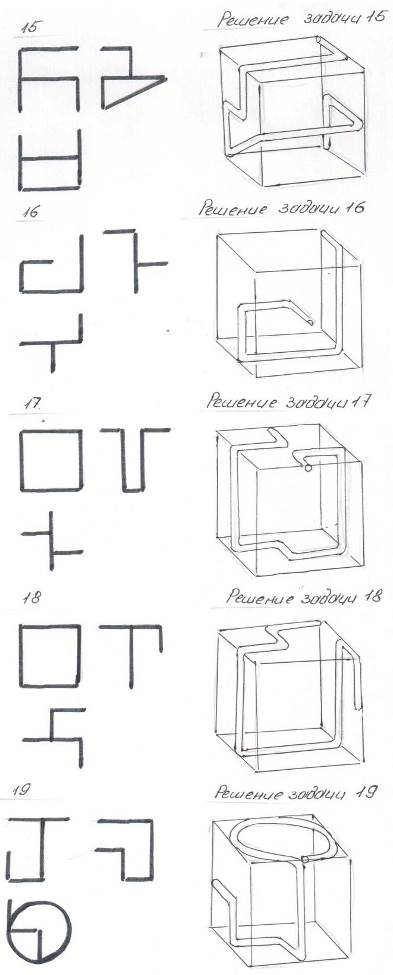 15
Решение задачи 15
16
Решение задачи 16
17.
Решение задачи 17
18
Решение задачи 18
19
Решение задачи 19